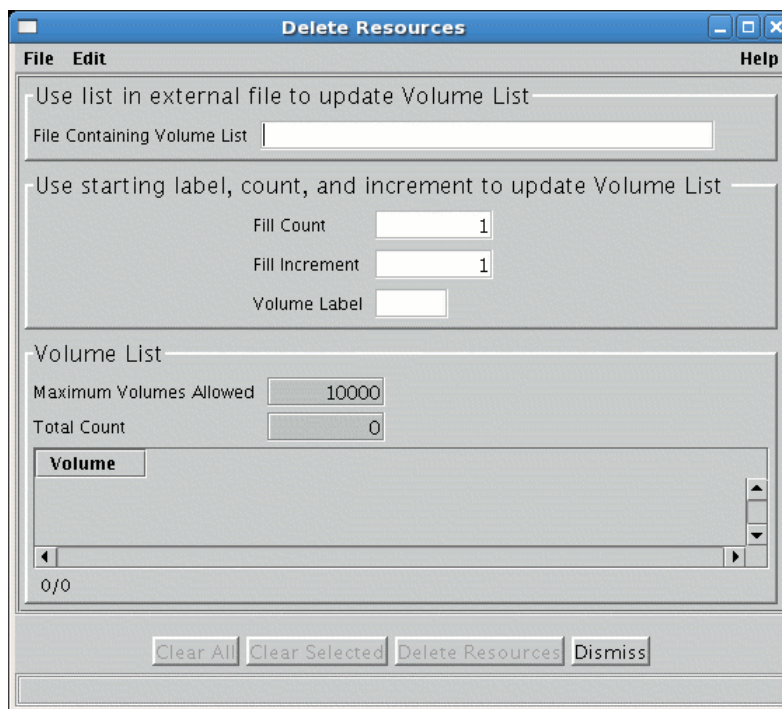 Delete Resources
File Edit Help
Use list in external file to update Volume List
File Containing Volume List
Use starting label, count, and increment to update Volume List
Fill Count 1
Fill Increment 1
Volume Label
Volume List
Maximum Volumes Allowed 10000
Total Count 0
Volume
0/0
Clear All Clear Selected Delete Resources Dismiss